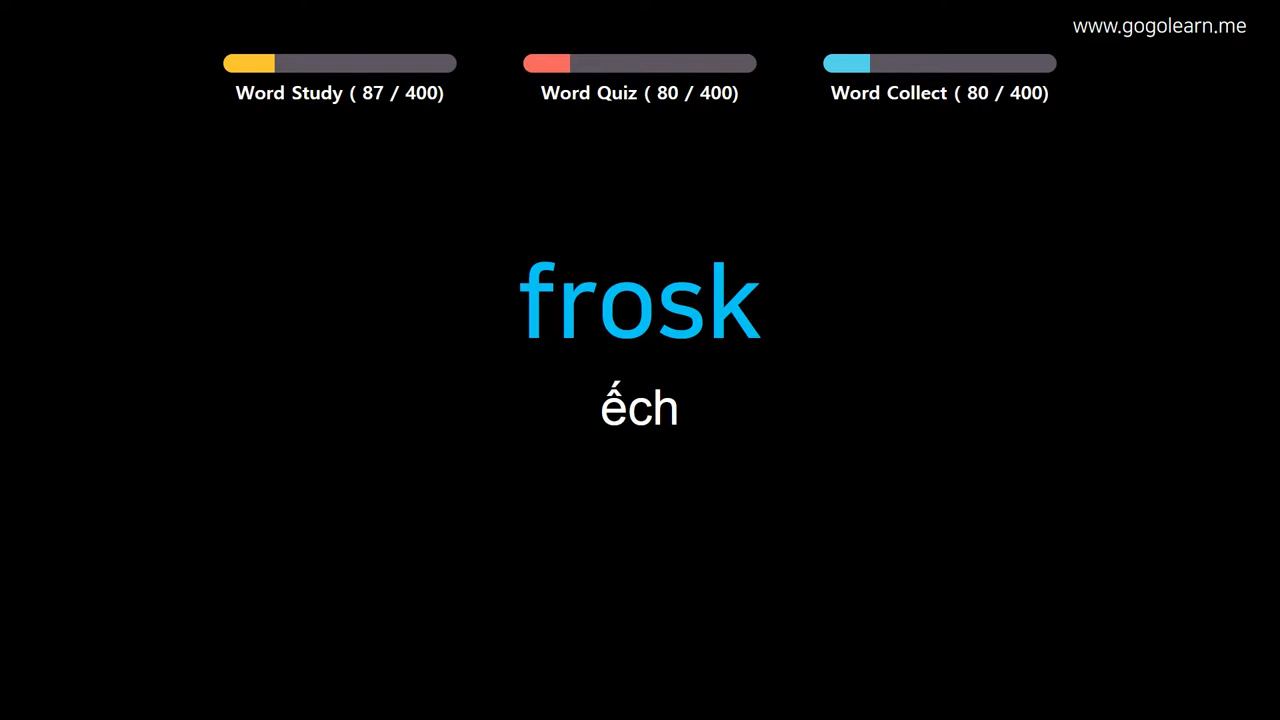 www.gogolearn.me
Word Study ( 87 / 400)
Word Quiz ( 80 / 400)
Word Collect ( 80 / 400)
frosk
ếch